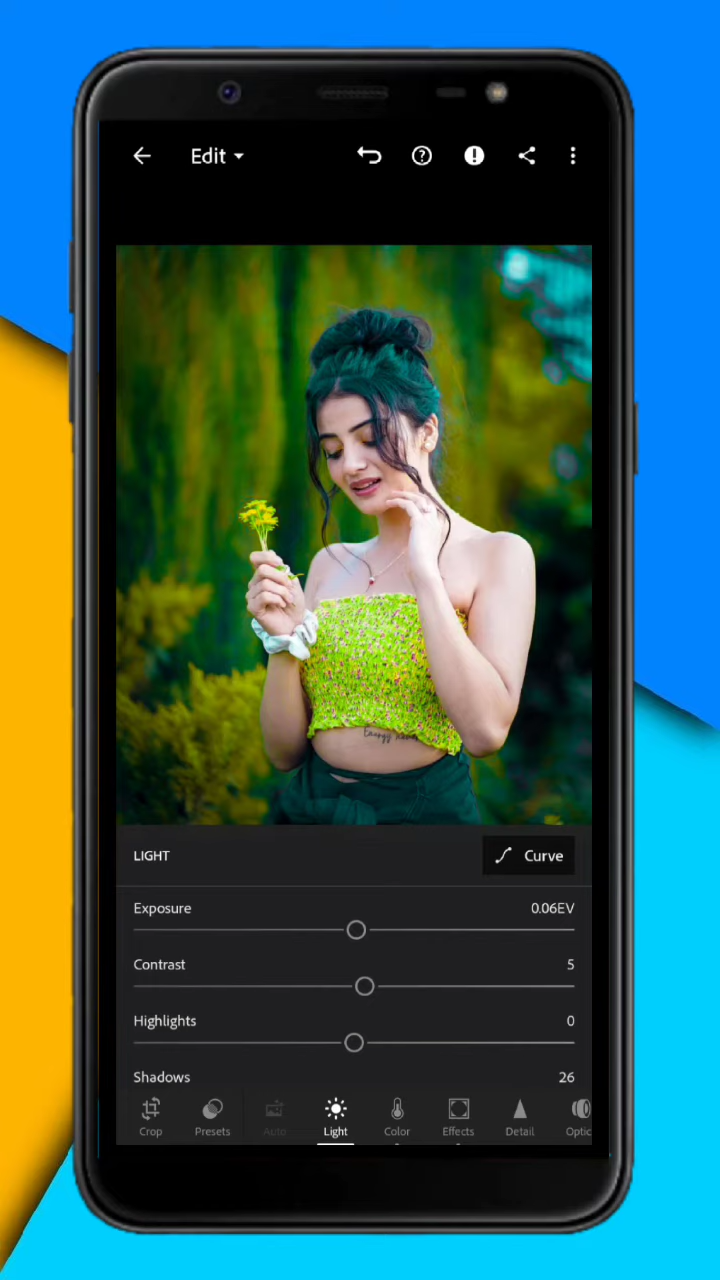 Edit
LIGHT
Curve
Exposure 0.06EV
Contrast 5
Highlights 0
Shadows 26
Crop Presets Auto Light Color Effects Detail Optic